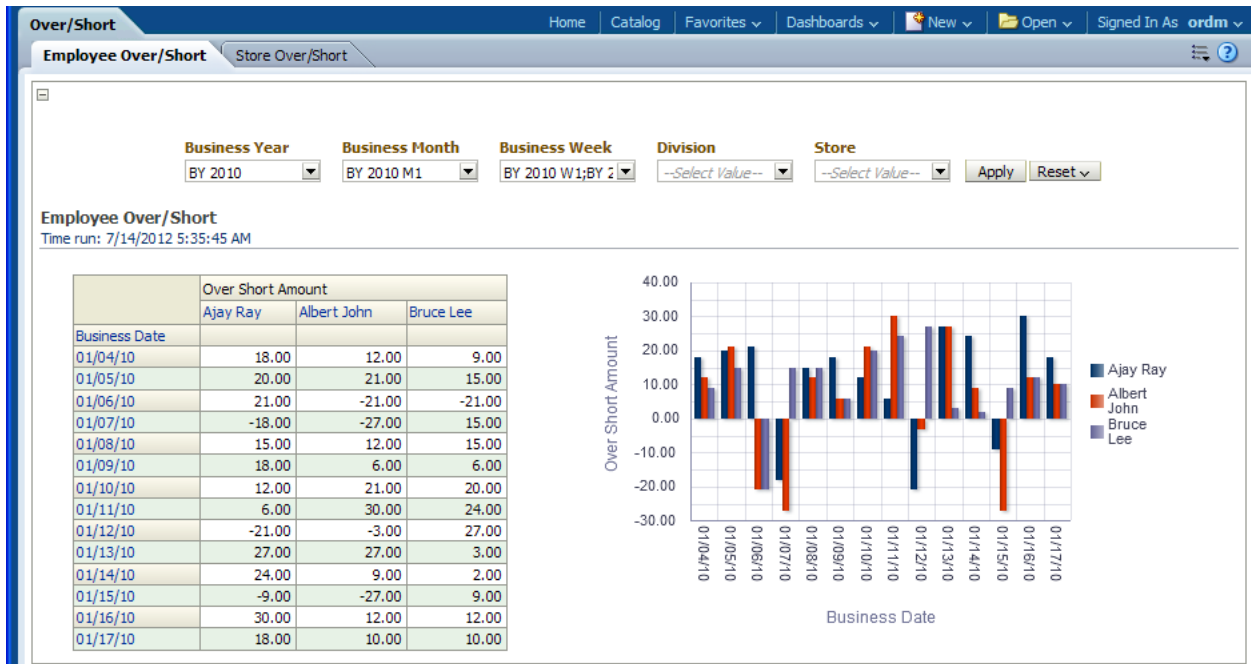 Over/Short
Home Catalog Favorites Dashboards New Open Signed In As ordm
Employee Over/Short Store Over/Short
Business Year Business Month Business Week Division Store
BY 2010 BY 2010 M1 BY 2010 W1;BY 2 --Select Value-- --Select Value-- Apply Reset
Employee Over/Short
Time run: 7/14/2012 5:35:45 AM
Over Short Amount
Ajay Ray Albert John Bruce Lee
Business Date
01/04/10 18.00 12.00 9.00
01/05/10 20.00 21.00 15.00
01/06/10 21.00 -21.00 -21.00
01/07/10 -18.00 -27.00 15.00
01/08/10 15.00 12.00 15.00
01/09/10 18.00 6.00 6.00
01/10/10 12.00 21.00 20.00
01/11/10 6.00 30.00 24.00
01/12/10 -21.00 -3.00 27.00
01/13/10 27.00 27.00 3.00
01/14/10 24.00 9.00 2.00
01/15/10 -9.00 -27.00 9.00
01/16/10 30.00 12.00 12.00
01/17/10 18.00 10.00 10.00
Over Short Amount
40.00
30.00
20.00
10.00
0.00
-10.00
-20.00
-30.00
01/04/10 01/05/10 01/06/10 01/07/10 01/08/10 01/09/10 01/10/10 01/11/10 01/12/10 01/13/10 01/14/10 01/15/10 01/16/10 01/17/10
Business Date
Ajay Ray
Albert
John
Bruce
Lee